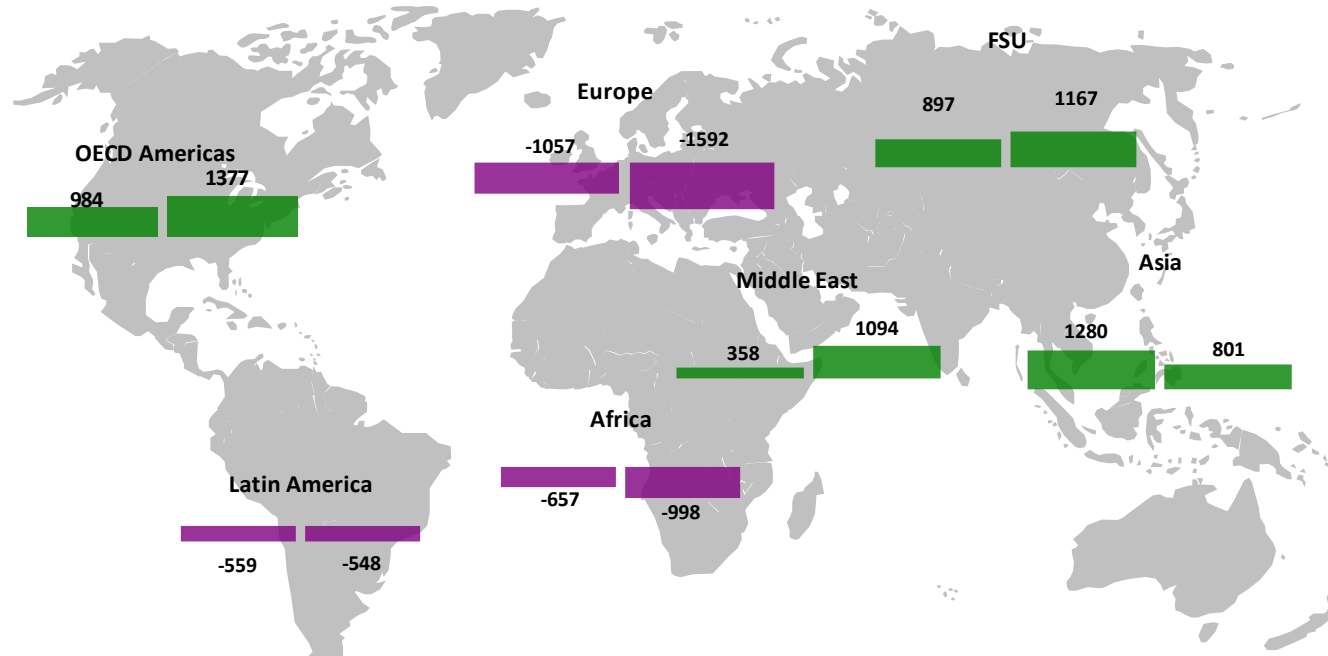 FSU
Europe
897
1167
OECD Americas
-1057
-1592
984
1377
Middle East
Asia
358
1094
1280
801
Africa
-657
-998
Latin America
-559
-548